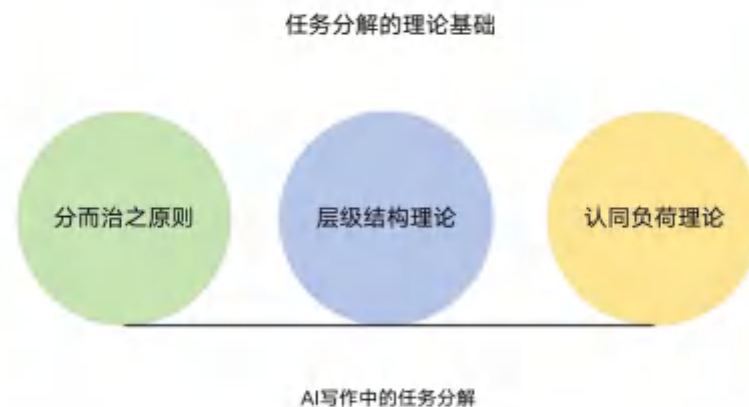 任务分解的理论基础
分而治之原则
层级结构理论
认同负荷理论
AI写作中的任务分解